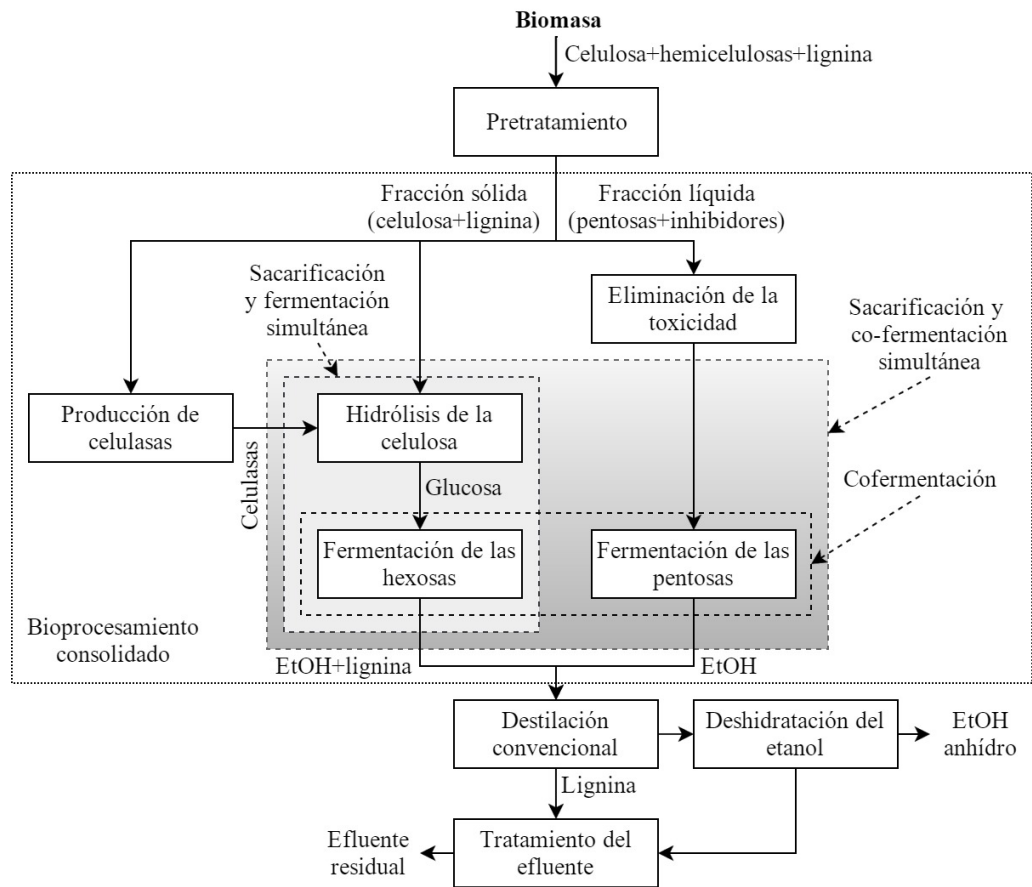 Biomasa
Celulosa+hemicelulosas+lignina
Pretratamiento
Fracción sólida
(celulosa+lignina)
Fracción líquida
(pentosas+inhibidores)
Sacarificación
y fermentación
simultánea
Eliminación de la
toxicidad
Sacarificación y
co-fermentación
simultánea
Producción de
celulasas
Celulasas
Hidrólisis de la
celulosa
Glucosa
Cofermentación
Fermentación de las
hexosas
Fermentación de las
pentosas
Bioprocesamiento
consolidado
EtOH+lignina
EtOH
Destilación
convencional
Deshidratación del
etanol
EtOH
anhídro
Lignina
Tratamiento del
efluente
Efluente
residual